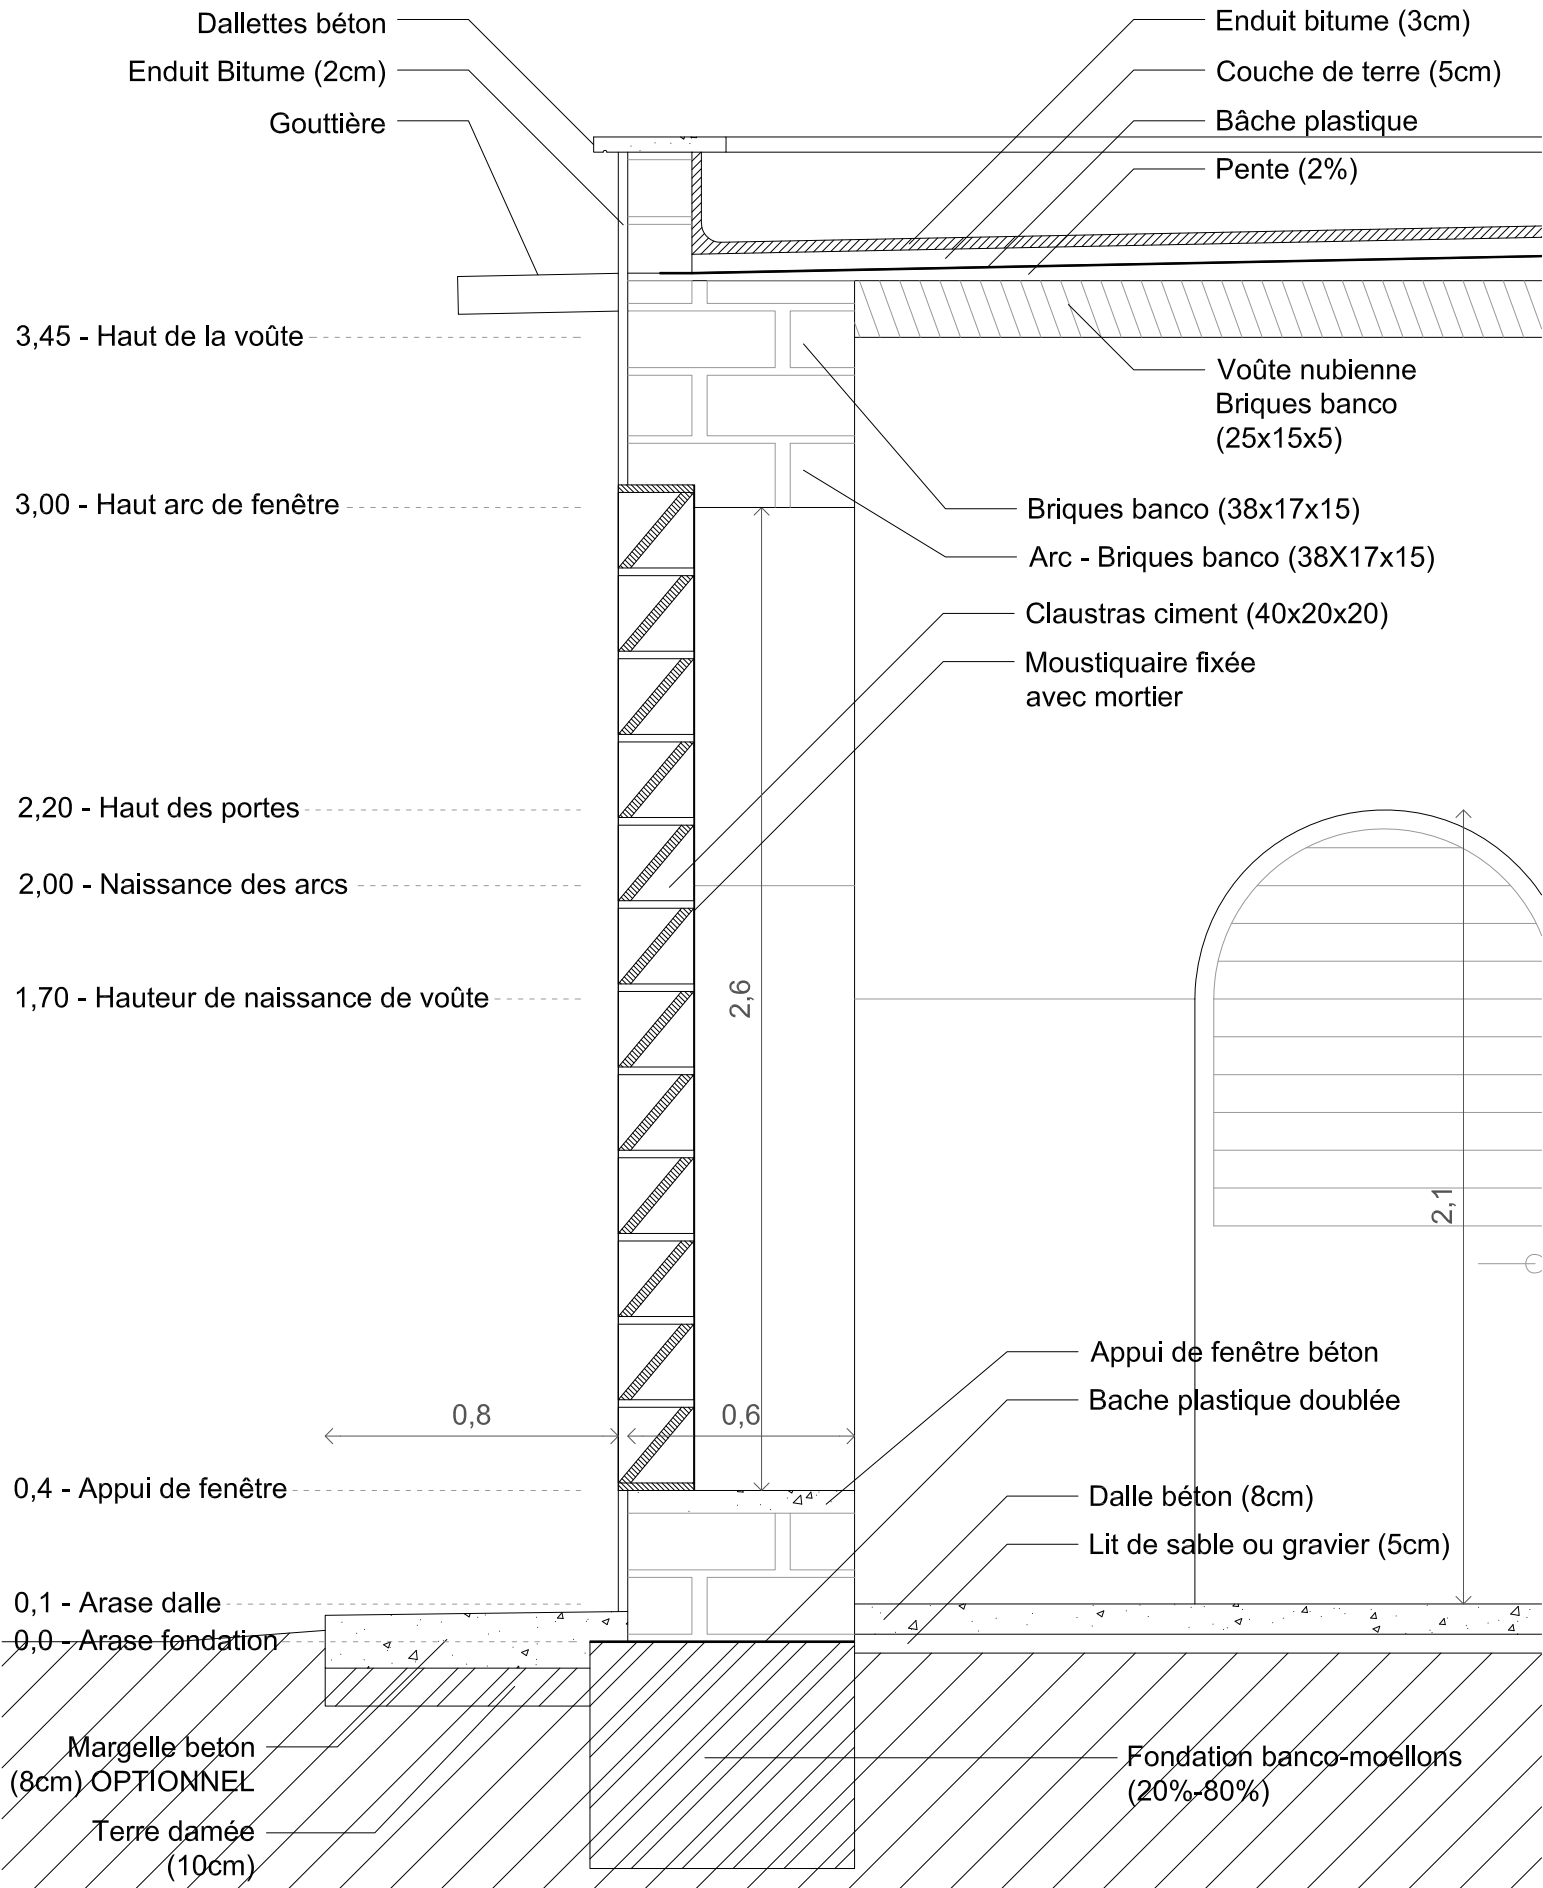 Dallettes béton
Enduit Bitume (2cm)
Gouttière
Enduit bitume (3cm)
Couche de terre (5cm)
Bâche plastique
Pente (2%)
3,45 - Haut de la voûte
Voûte nubienne
Briques banco
(25x15x5)
3,00 - Haut arc de fenêtre
Briques banco (38x17x15)
Arc - Briques banco (38X17x15)
Claustras ciment (40x20x20)
Moustiquaire fixée
avec mortier
2,20 - Haut des portes
2,00 - Naissance des arcs
1,70 - Hauteur de naissance de voûte
2,6
2,1
Appui de fenêtre béton
Bache plastique doublée
0,8
0,6
0,4 - Appui de fenêtre
Dalle béton (8cm)
Lit de sable ou gravier (5cm)
0,1 - Arase dalle
0,0 - Arase fondation
Margelle beton
(8cm) OPTIONNEL
Terre damée
(10cm)
Fondation banco-moellons
(20%-80%)